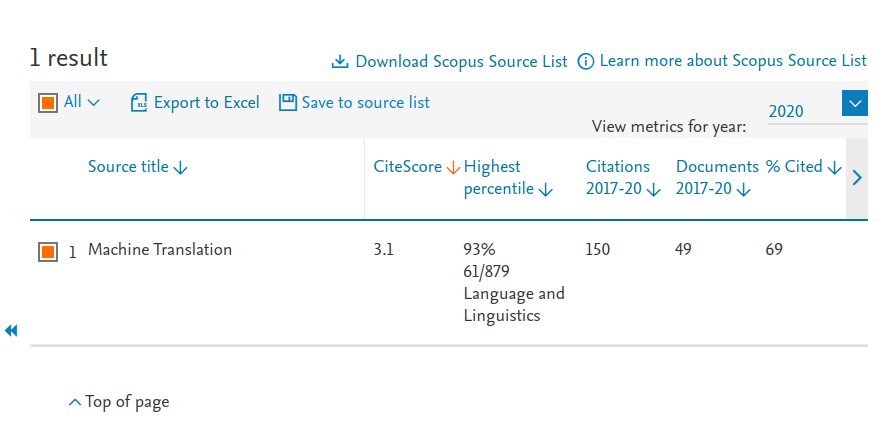 1 result
Download Scopus Source List
Learn more about Scopus Source List
All
Export to Excel
XLS
Save to source list
View metrics for year:
2020
Source title
CiteScore
Highest
percentile
Citations
2017-20
Documents
2017-20
% Cited
1
Machine Translation
3.1
93%
61/879
Language and
Linguistics
150
49
69
Top of page